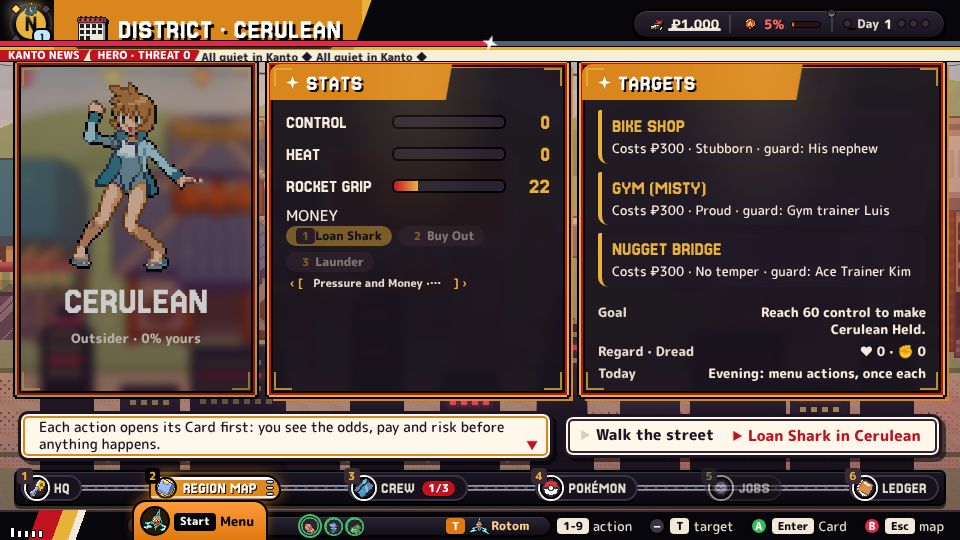 N
DISTRICT · CERULEAN
₽1,000
5%
Day 1
KANTO NEWS
HERO · THREAT 0
All quiet in Kanto ◆ All quiet in Kanto ◆
CERULEAN
Outsider · 0% yours
STATS
CONTROL 0
HEAT 0
ROCKET GRIP 22
MONEY
1 Loan Shark
2 Buy Out
3 Launder
‹ [ Pressure and Money ···· ] ›
TARGETS
BIKE SHOP
Costs ₽300 · Stubborn · guard: His nephew
GYM (MISTY)
Costs ₽300 · Proud · guard: Gym trainer Luis
NUGGET BRIDGE
Costs ₽300 · No temper · guard: Ace Trainer Kim
Goal Reach 60 control to make
Cerulean Held.
Regard · Dread ♥ 0 · ✊ 0
Today Evening: menu actions, once each
Each action opens its Card first: you see the odds, pay and risk before
anything happens.
Walk the street
Loan Shark in Cerulean
1 HQ
2 REGION MAP
3 CREW 1/3
4 POKÉMON
5 JOBS
6 LEDGER
Start Menu
T Rotom
1-9 action
− T target
A Enter Card
B Esc map